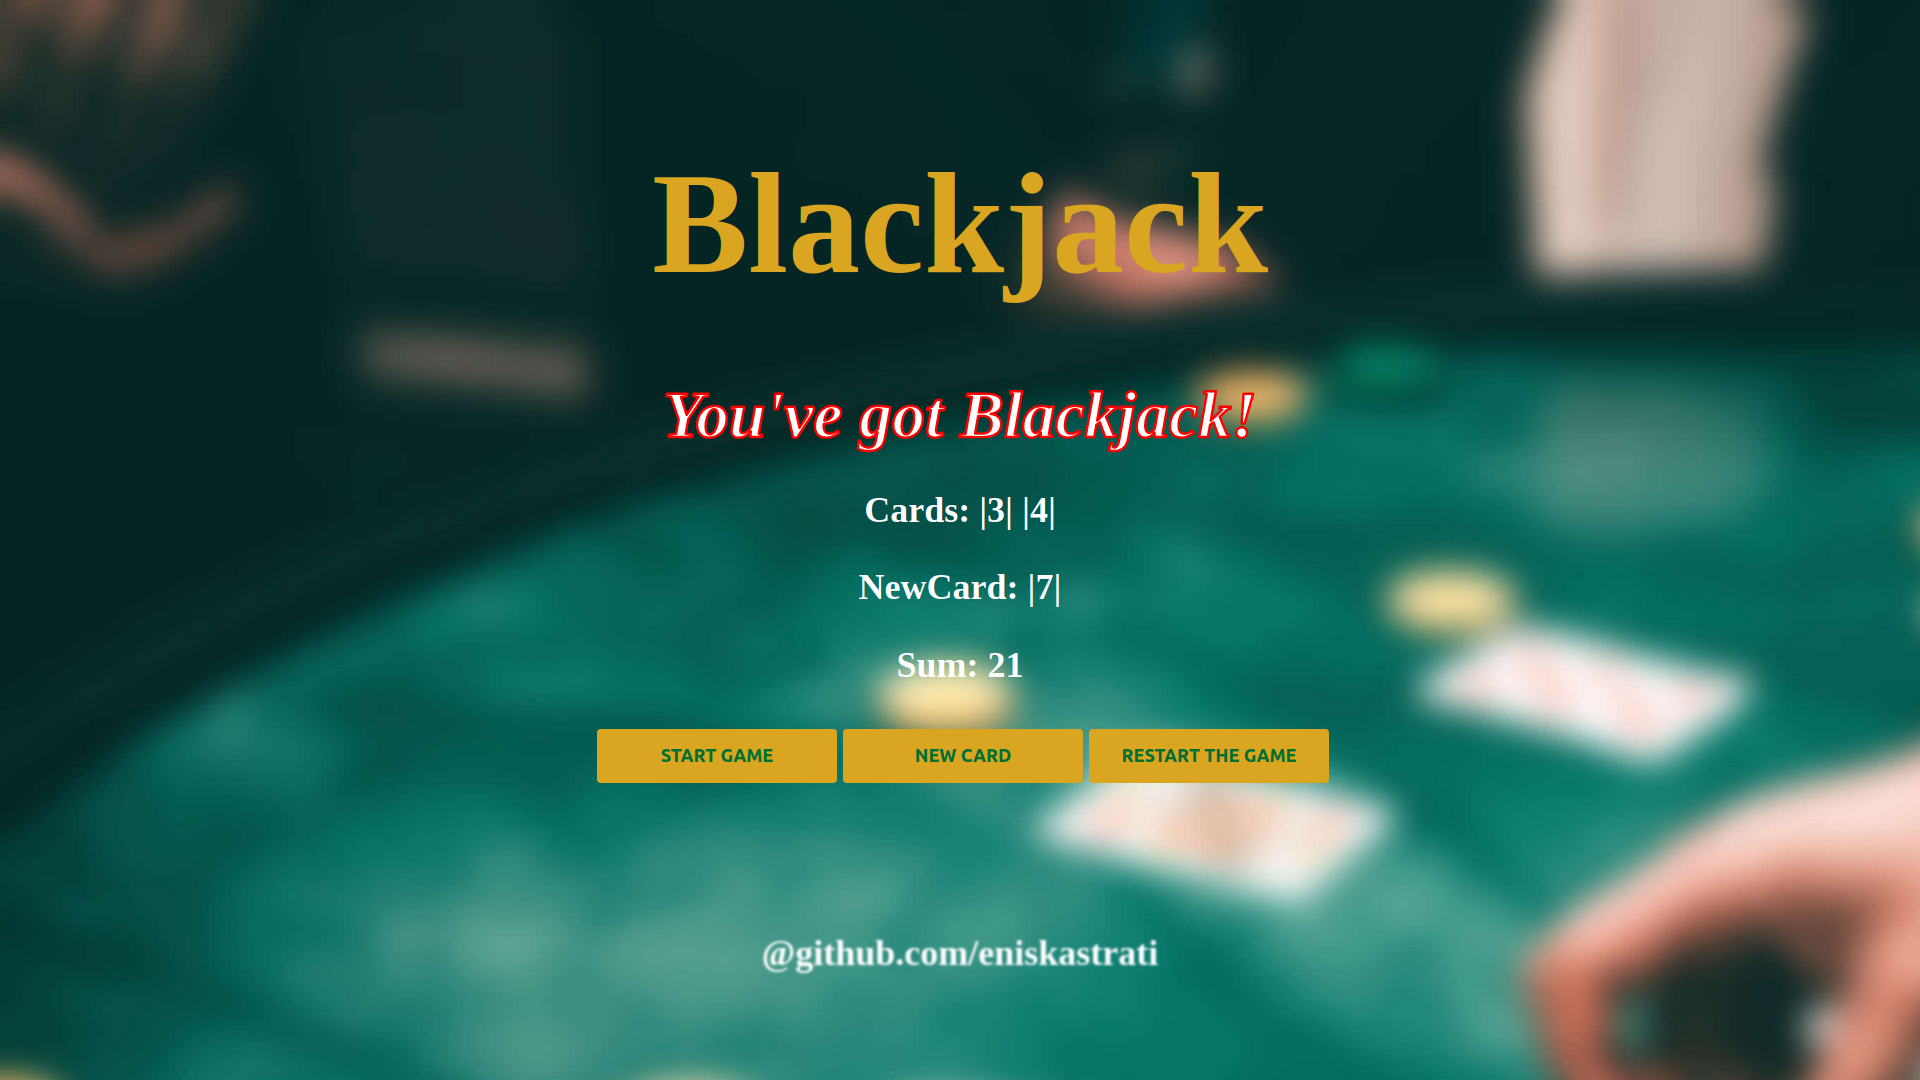 Blackjack
You've got Blackjack!
Cards: |3| |4|
NewCard: |7|
Sum: 21
START GAME
NEW CARD
RESTART THE GAME
@github.com/eniskastrati